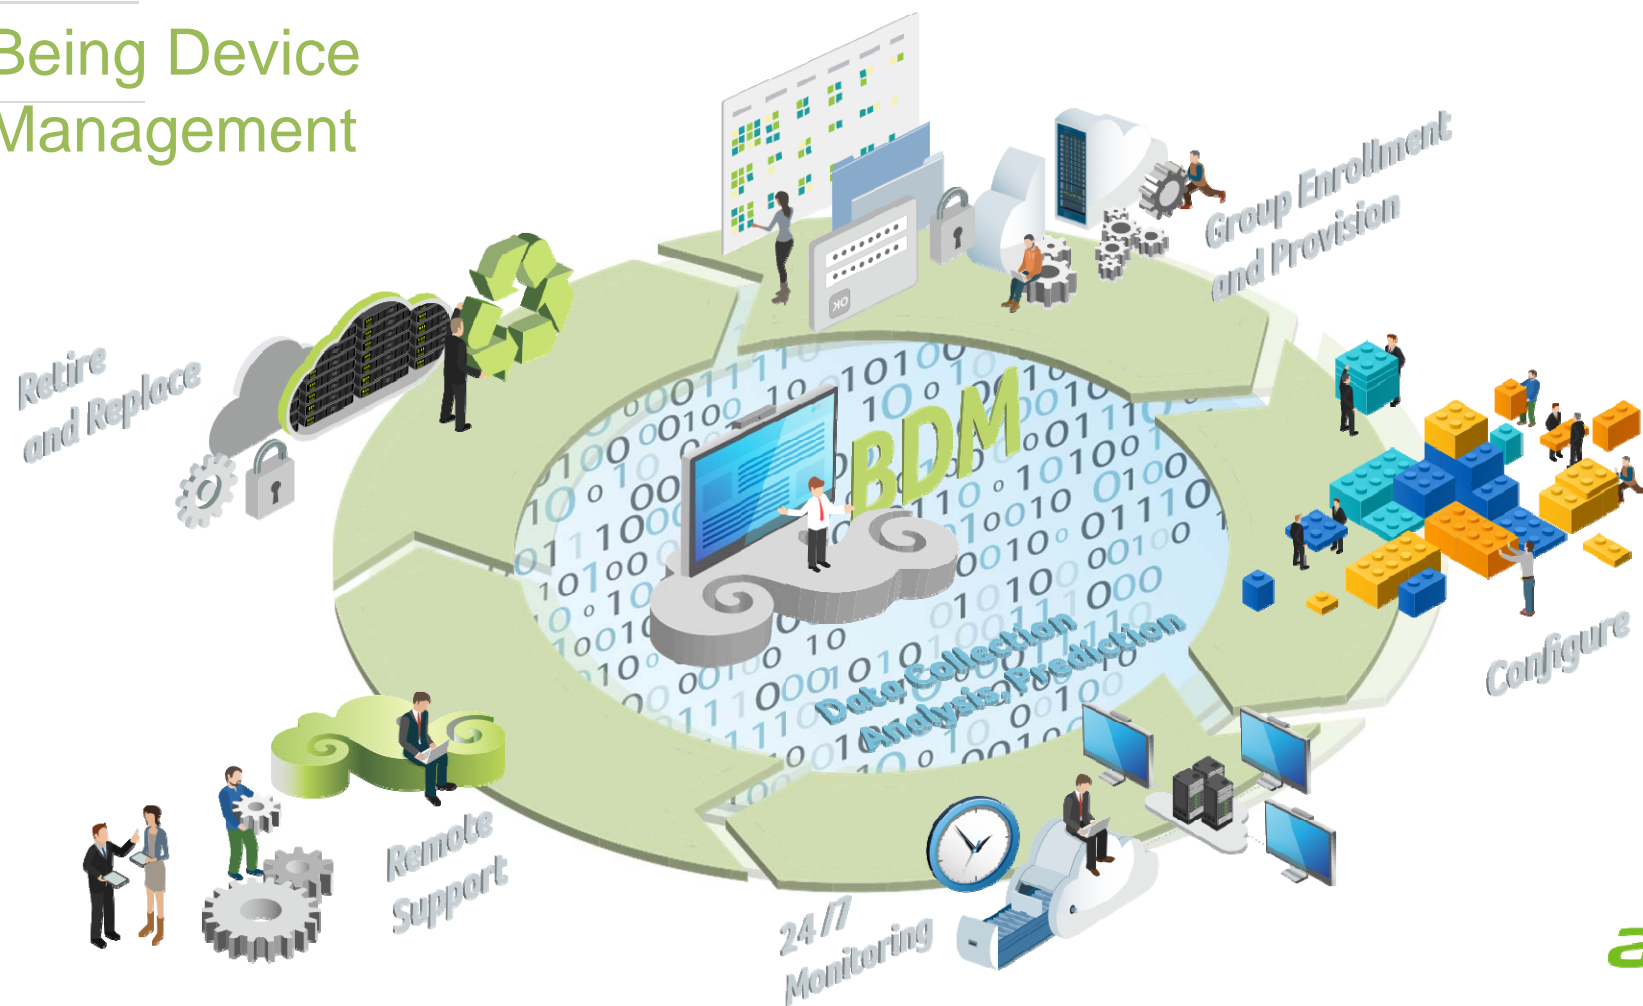 Being Device
Management
Group Enrollment
and Provision
Retire
and Replace
OK
BDM
Configure
Data Collection
Analysis, Prediction
Remote
Support
24/7
Monitoring
a